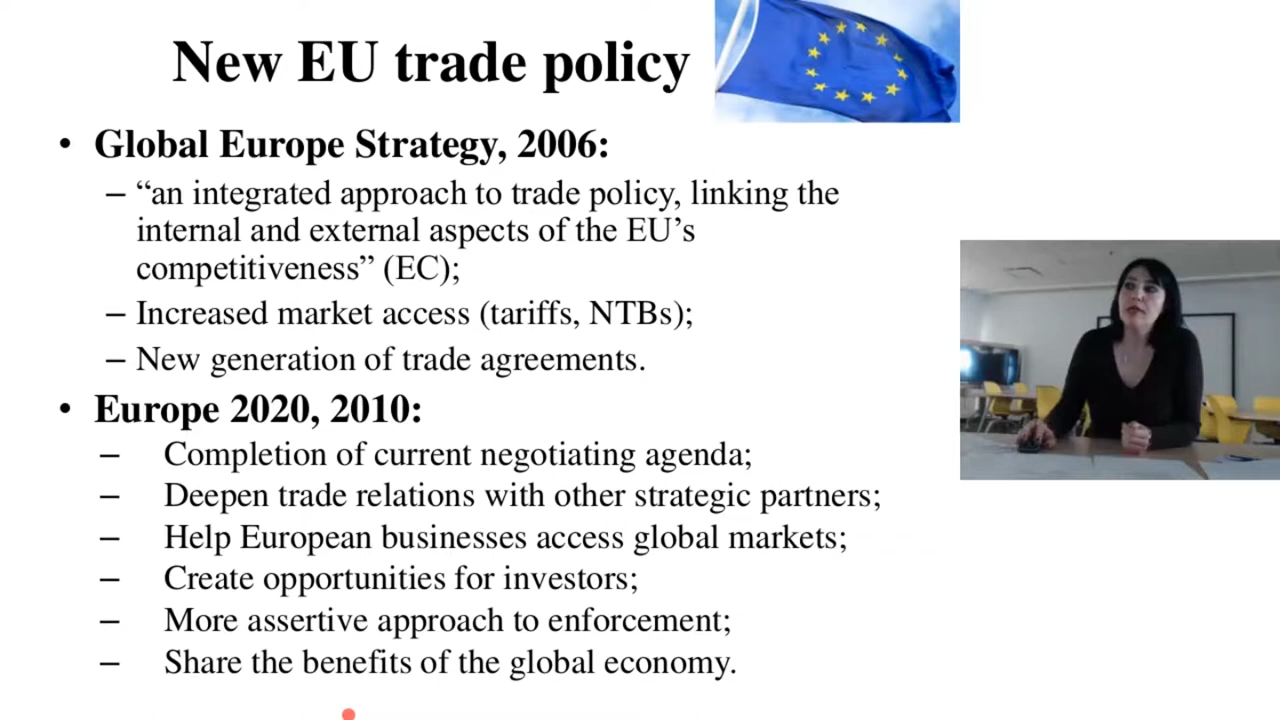 New EU trade policy
• Global Europe Strategy, 2006:
– “an integrated approach to trade policy, linking the
internal and external aspects of the EU’s
competitiveness” (EC);
– Increased market access (tariffs, NTBs);
– New generation of trade agreements.
• Europe 2020, 2010:
– Completion of current negotiating agenda;
– Deepen trade relations with other strategic partners;
– Help European businesses access global markets;
– Create opportunities for investors;
– More assertive approach to enforcement;
– Share the benefits of the global economy.